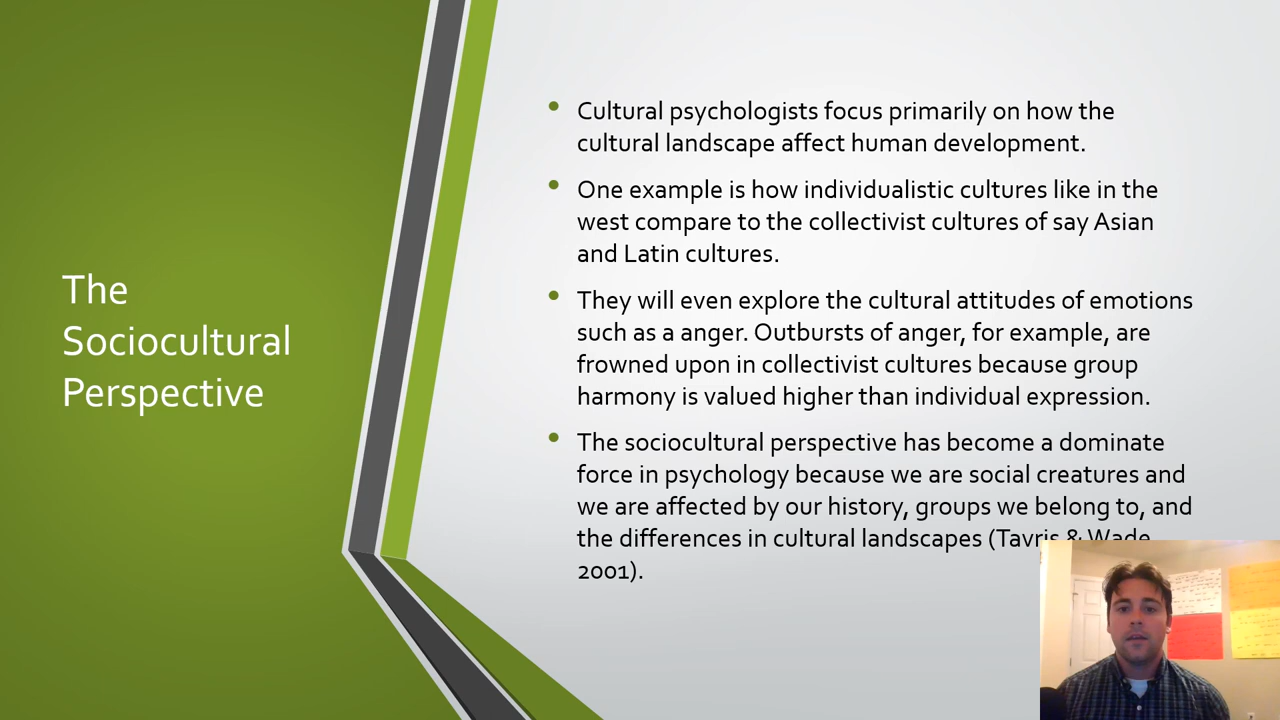 The
Sociocultural
Perspective
Cultural psychologists focus primarily on how the
cultural landscape affect human development.
One example is how individualistic cultures like in the
west compare to the collectivist cultures of say Asian
and Latin cultures.
They will even explore the cultural attitudes of emotions
such as a anger. Outbursts of anger, for example, are
frowned upon in collectivist cultures because group
harmony is valued higher than individual expression.
The sociocultural perspective has become a dominate
force in psychology because we are social creatures and
we are affected by our history, groups we belong to, and
the differences in cultural landscapes (Tavris & Wade
2001).